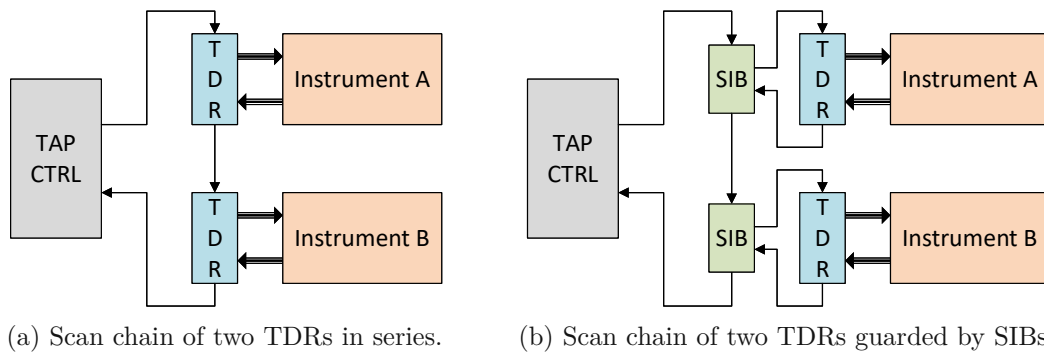 T
D
R
Instrument A
TAP
CTRL
T
D
R
Instrument B
(a) Scan chain of two TDRs in series.
SIB
T
D
R
Instrument A
TAP
CTRL
SIB
T
D
R
Instrument B
(b) Scan chain of two TDRs guarded by SIBs